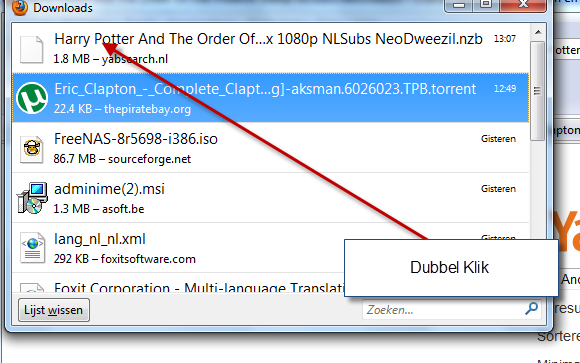 Downloads
Harry Potter And The Order Of...x 1080p NLSubs NeoDweezil.nzb 13:07
1.8 MB – yabsearch.nl
Eric_Clapton_-_Complete_Clapt...g]-aksman.6026023.TPB.torrent 12:49
22.4 KB – thepiratebay.org
FreeNAS-8r5698-i386.iso Gisteren
86.7 MB – sourceforge.net
adminime(2).msi Gisteren
1.3 MB – asoft.be
lang_nl_nl.xml Gisteren
292 KB – foxitsoftware.com
Foxit Corporation - Multi-language Translati
Dubbel Klik
Lijst wissen
Zoeken...
otter
apton
Ya
And
resu
Sortere
Minima